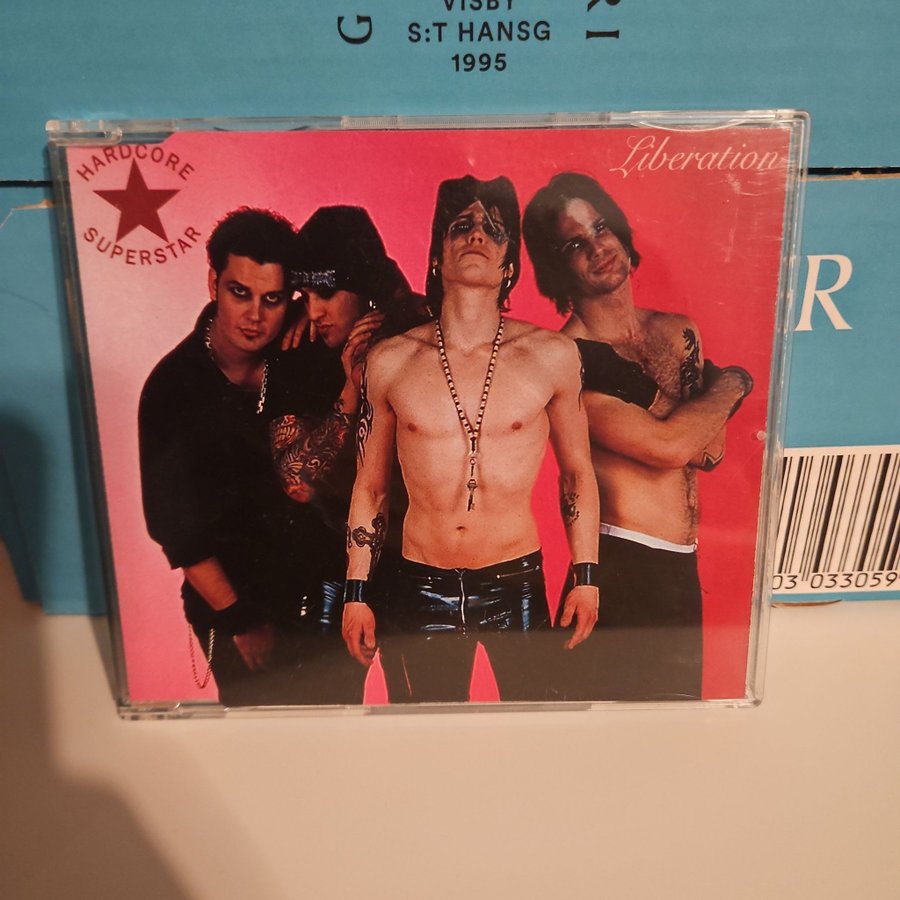 VISBY
S:T HANSG
1995
G
R
I
HARDCORE
SUPERSTAR
Liberation
R
03 033059